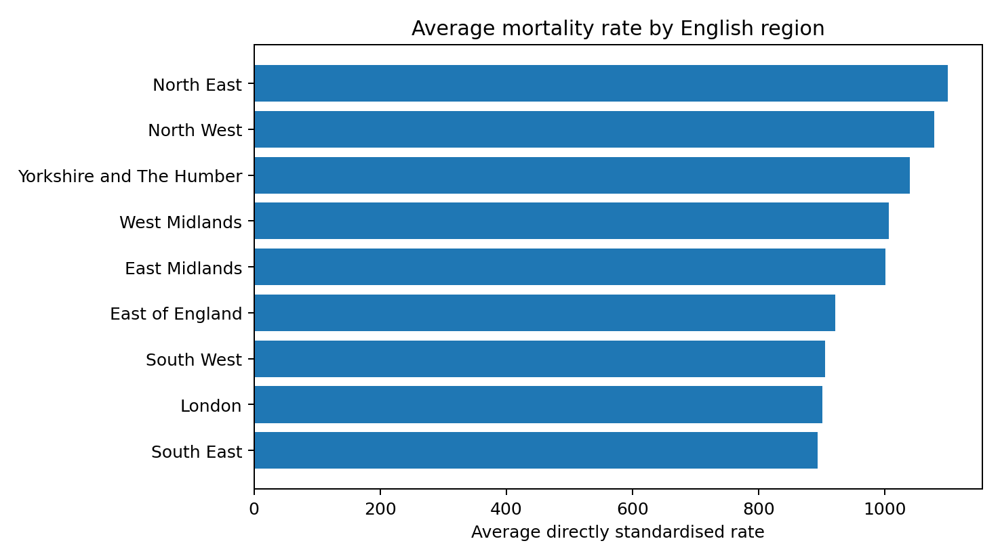 Average mortality rate by English region
North East
North West
Yorkshire and The Humber
West Midlands
East Midlands
East of England
South West
London
South East
0 200 400 600 800 1000
Average directly standardised rate